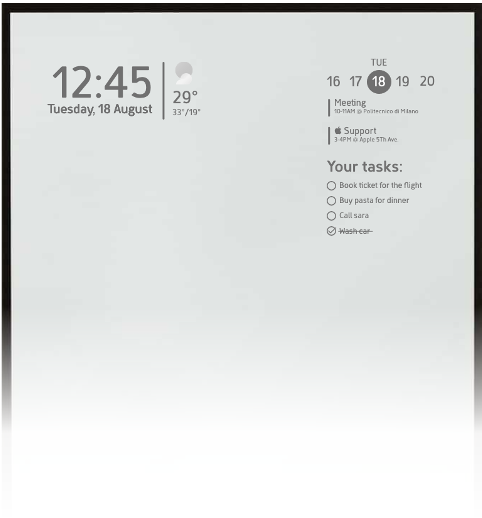 12:45
Tuesday, 18 August
29°
33°/19°
TUE
16 17 18 19 20
Meeting
10-11AM @ Politecnico di Milano
Support
3-4PM @ Apple 5Th Ave.
Your tasks:
Book ticket for the flight
Buy pasta for dinner
Call sara
Wash car